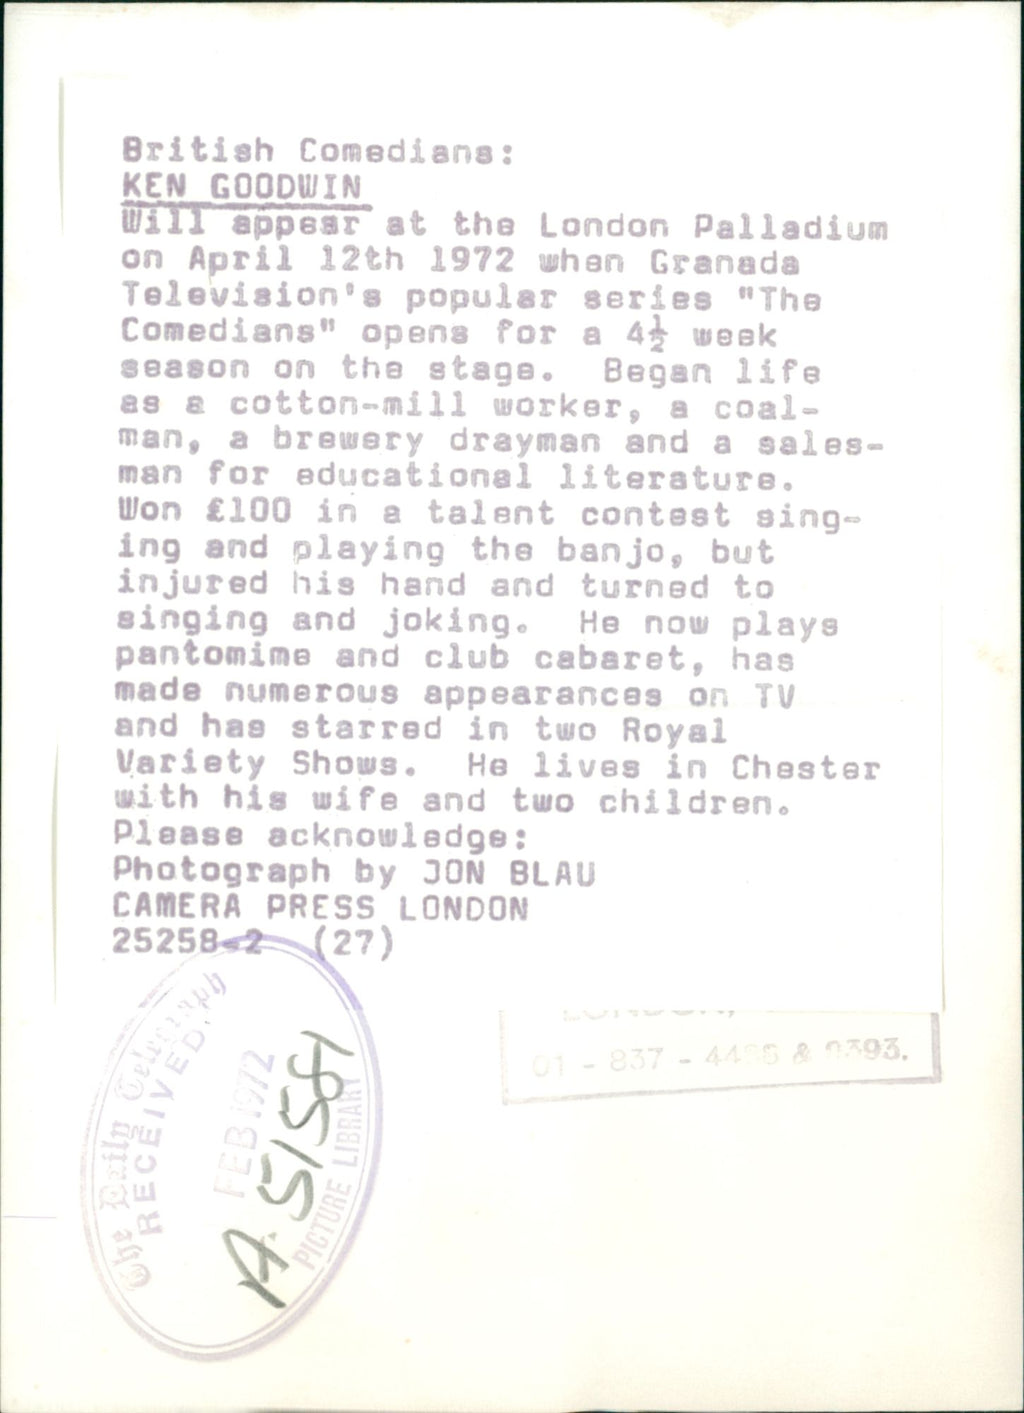 British Comedians:
KEN GOODWIN
Will appear at the London Palladium
on April 12th 1972 when Granada
Television's popular series "The
Comedians" opens for a 4½ week
season on the stage.  Began life
as a cotton-mill worker, a coal-
man, a brewery drayman and a sales-
man for educational literature.
Won £100 in a talent contest sing-
ing and playing the banjo, but
injured his hand and turned to
singing and joking.  He now plays
pantomime and club cabaret, has
made numerous appearances on TV
and has starred in two Royal
Variety Shows.  He lives in Chester
with his wife and two children.
Please acknowledge:
Photograph by JON BLAU
CAMERA PRESS LONDON
25258-2  (27)
LONDON,
01 - 837 - & 9393.
The Daily Telegraph
RECEIVED,
FEB 1972
A 51581
PICTURE LIBRARY